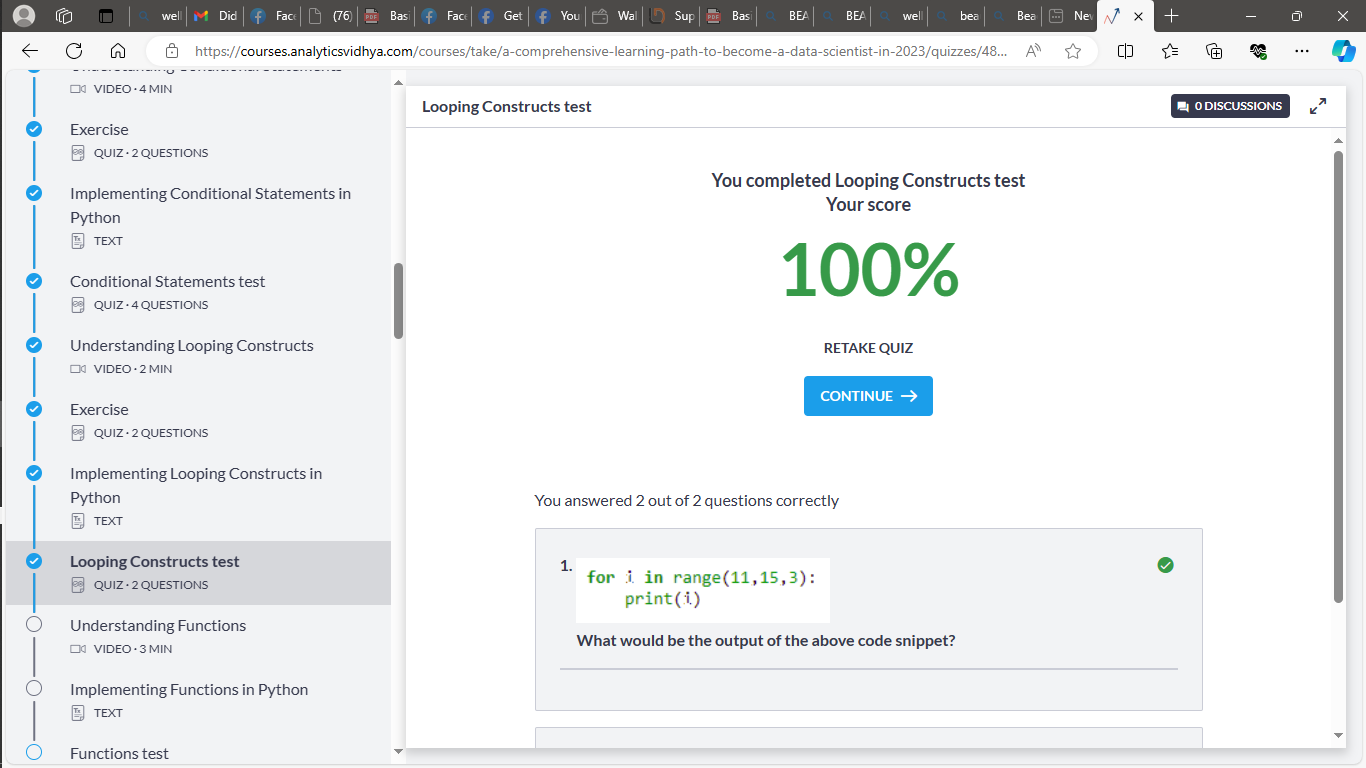 well
Did
Face
(76)
Basi
Face
Get
You
Wal
Sup
Basi
BEA
BEA
well
bea
Bea
New
https://courses.analyticsvidhya.com/courses/take/a-comprehensive-learning-path-to-become-a-data-scientist-in-2023/quizzes/48...
Understanding Conditional Statements
VIDEO · 4 MIN
Exercise
QUIZ · 2 QUESTIONS
Implementing Conditional Statements in
Python
TEXT
Conditional Statements test
QUIZ · 4 QUESTIONS
Understanding Looping Constructs
VIDEO · 2 MIN
Exercise
QUIZ · 2 QUESTIONS
Implementing Looping Constructs in
Python
TEXT
Looping Constructs test
QUIZ · 2 QUESTIONS
Understanding Functions
VIDEO · 3 MIN
Implementing Functions in Python
TEXT
Functions test
Looping Constructs test
0 DISCUSSIONS
You completed Looping Constructs test
Your score
100%
RETAKE QUIZ
CONTINUE →
You answered 2 out of 2 questions correctly
1.
for i in range(11,15,3):
print(i)
What would be the output of the above code snippet?